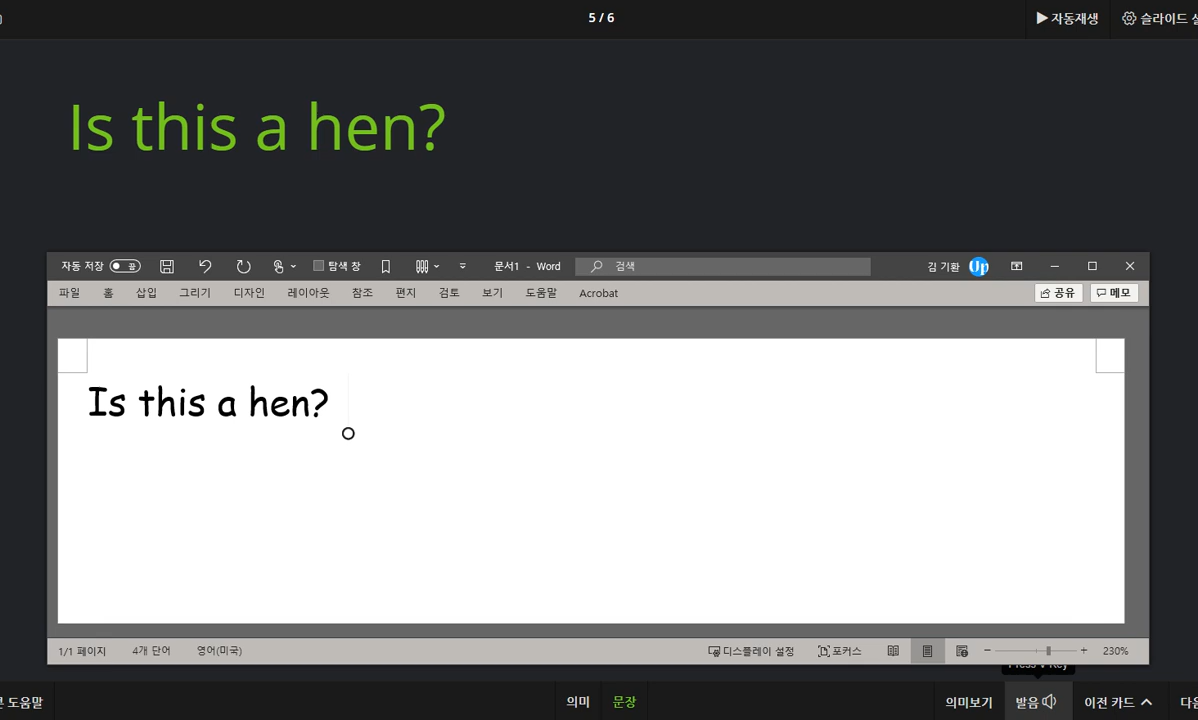 5 / 6
▶ 자동재생
슬라이드
Is this a hen?
자동 저장 끔
탐색 창
문서1 - Word
검색
김 기환
Up
파일 홈 삽입 그리기 디자인 레이아웃 참조 편지 검토 보기 도움말 Acrobat
공유 메모
Is this a hen?
1/1 페이지 4개 단어 영어(미국)
디스플레이 설정 포커스
230%
Press V Key
도움말
의미 문장
의미보기 발음 이전 카드